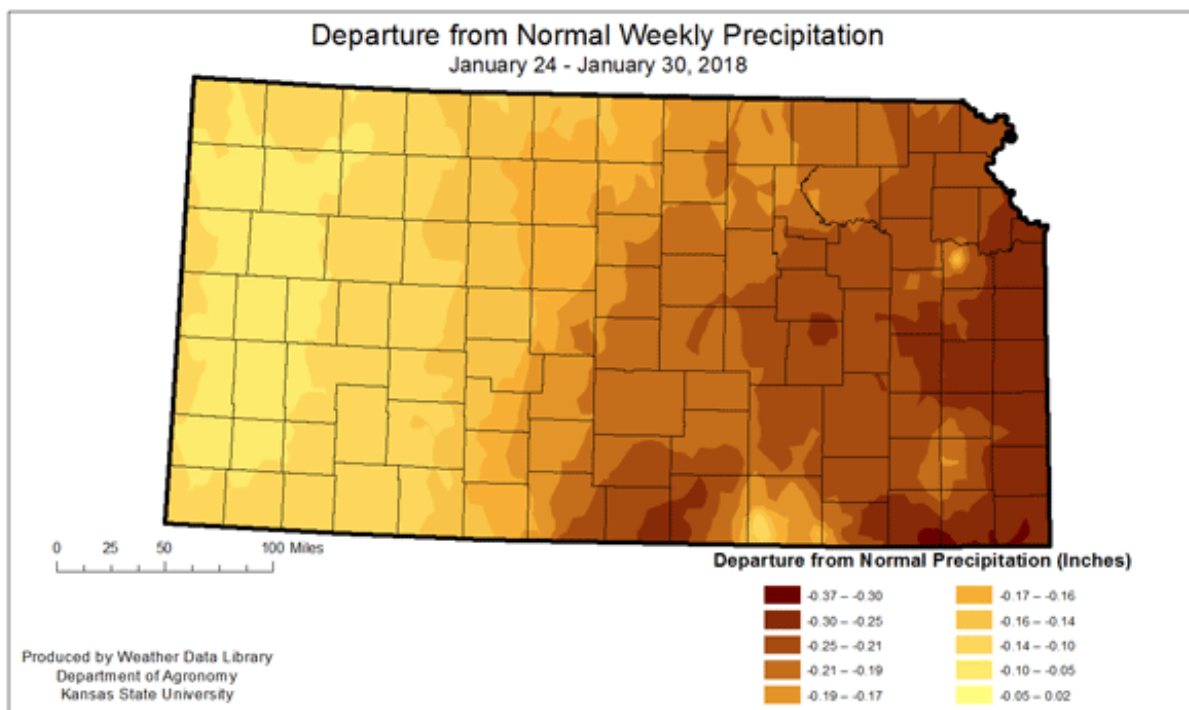 Departure from Normal Weekly Precipitation
January 24 - January 30, 2018
0 25 50 100 Miles
Departure from Normal Precipitation (Inches)
-0.37 – -0.30
-0.30 – -0.25
-0.25 – -0.21
-0.21 – -0.19
-0.19 – -0.17
-0.17 – -0.16
-0.16 – -0.14
-0.14 – -0.10
-0.10 – -0.05
-0.05 – 0.02
Produced by Weather Data Library
Department of Agronomy
Kansas State University